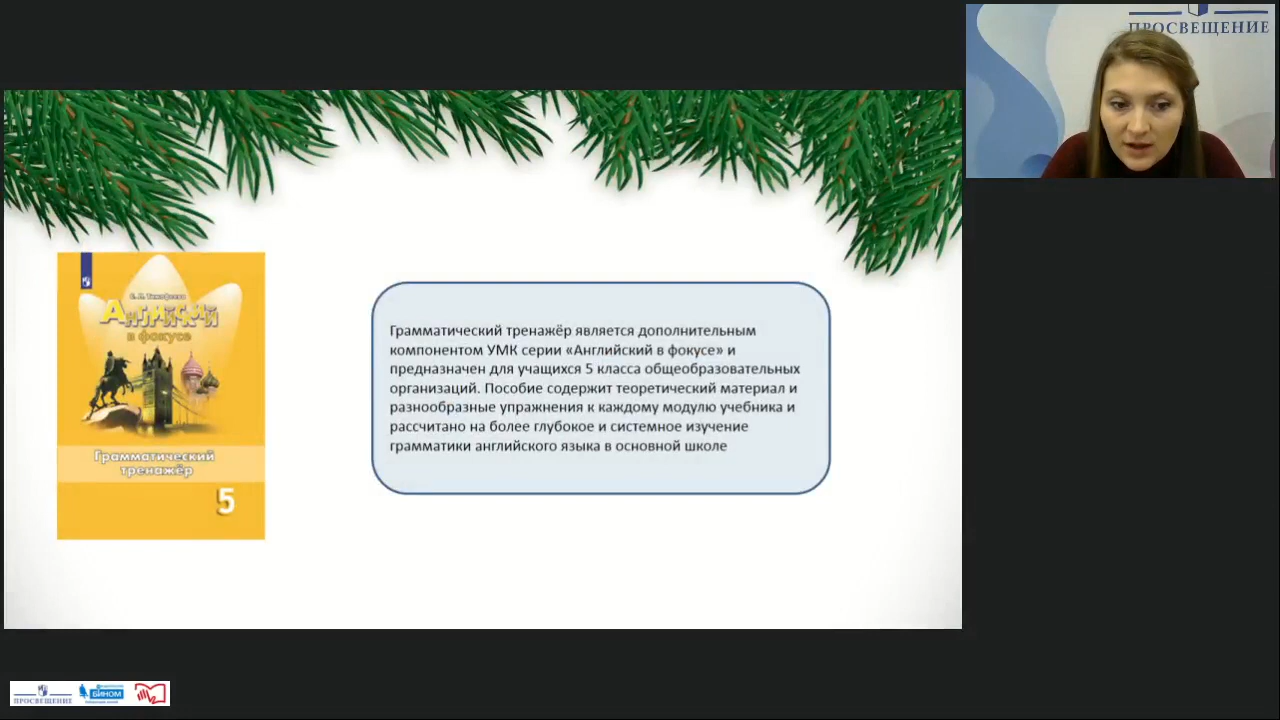 ПРОСВЕЩЕНИЕ
Английский
в фокусе
Грамматический
тренажёр
5
Грамматический тренажёр является дополнительным
компонентом УМК серии «Английский в фокусе» и
предназначен для учащихся 5 класса общеобразовательных
организаций. Пособие содержит теоретический материал и
разнообразные упражнения к каждому модулю учебника и
рассчитано на более глубокое и системное изучение
грамматики английского языка в основной школе
ПРОСВЕЩЕНИЕ
БИНОМ